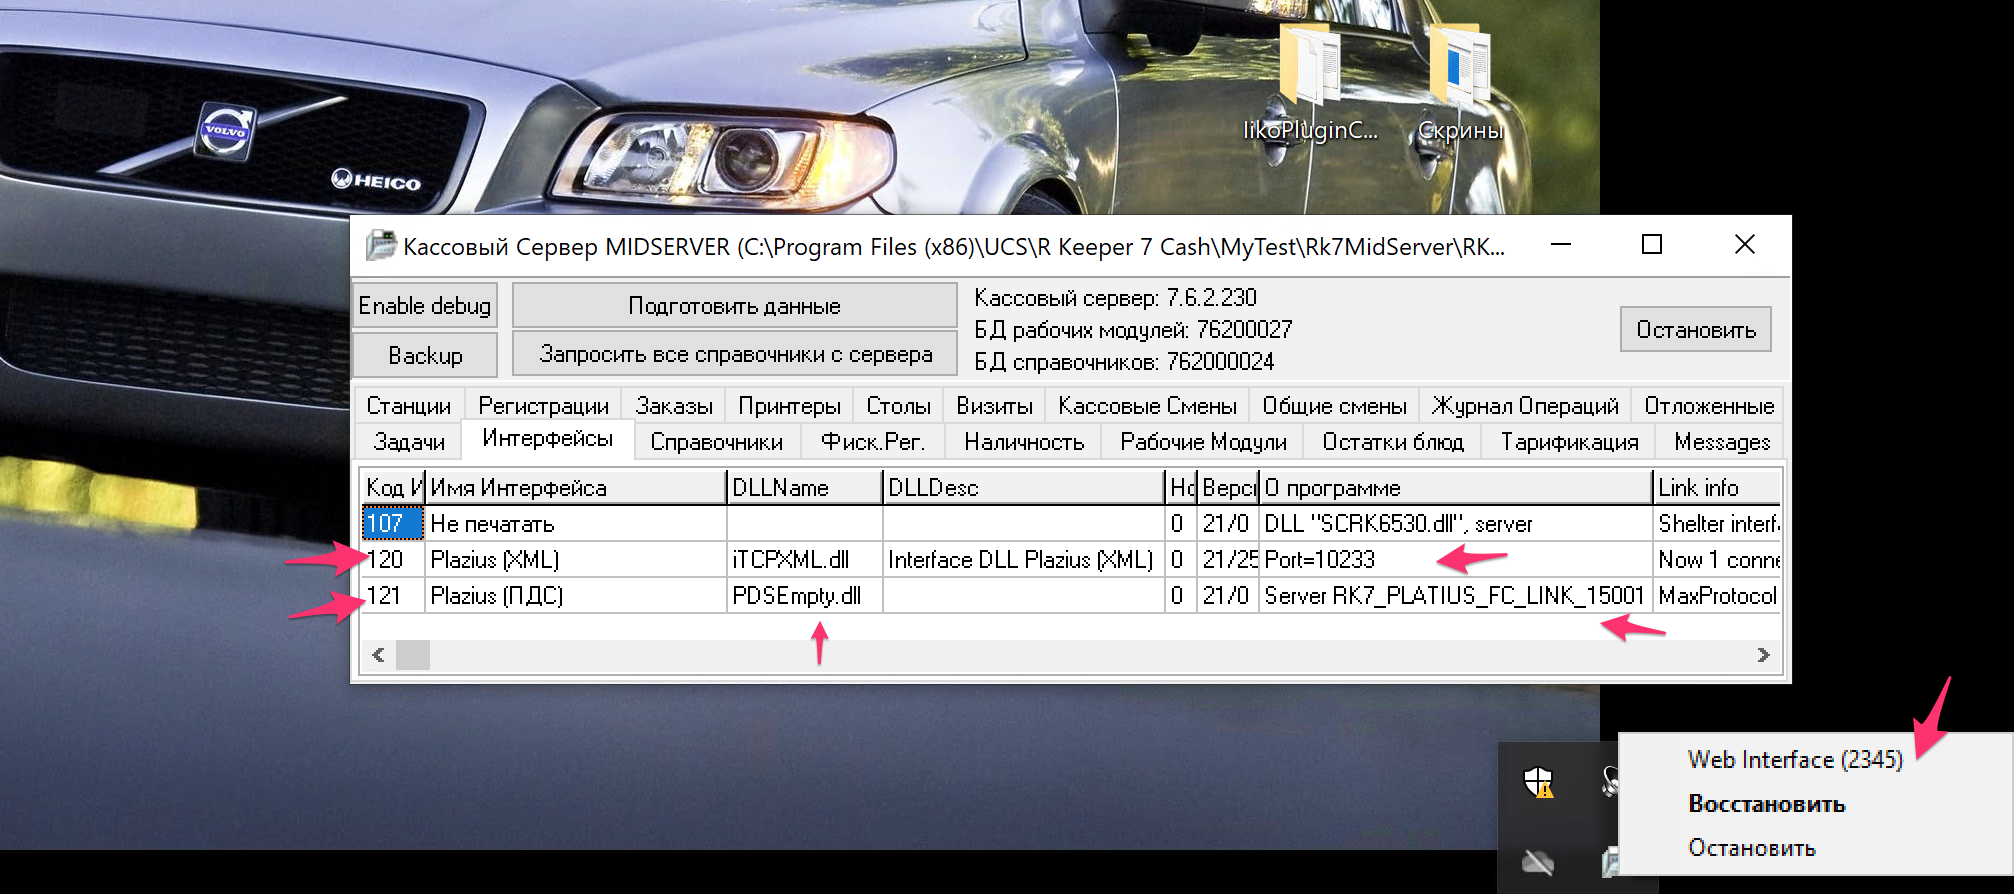 VOLVO
HEICO
IikoPluginC...
Скрины
Кассовый Сервер MIDSERVER (C:\Program Files (x86)\UCS\R Keeper 7 Cash\MyTest\Rk7MidServer\RK...
Enable debug
Подготовить данные
Кассовый сервер: 7.6.2.230
БД рабочих модулей: 76200027
Остановить
Backup
Запросить все справочники с сервера
БД справочников: 762000024
Станции Регистрации Заказы Принтеры Столы Визиты Кассовые Смены Общие смены Журнал Операций Отложенные
Задачи Интерфейсы Справочники Фиск.Рег. Наличность Рабочие Модули Остатки блюд Тарификация Messages
Код И Имя Интерфейса DLLName DLLDesc Но Верси О программе Link info
107 Не печатать 0 21/0 DLL "SCRK6530.dll", server Shelter interf
120 Plazius (XML) iTCPXML.dll Interface DLL Plazius (XML) 0 21/25 Port=10233 Now 1 conne
121 Plazius (ПДС) PDSEmpty.dll 0 21/0 Server RK7_PLATIUS_FC_LINK_15001 MaxProtocol
Web Interface (2345)
Восстановить
Остановить